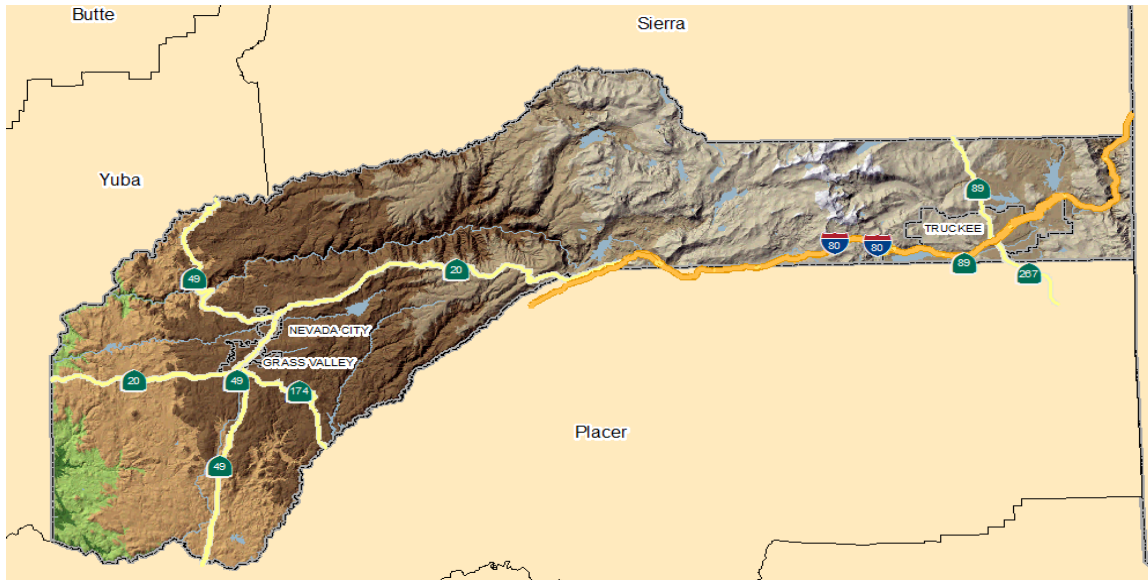 Butte
Sierra
Yuba
89
TRUCKEE
80
80
89
267
49
20
NEVADA CITY
GRASS VALLEY
20
49
174
Placer
49